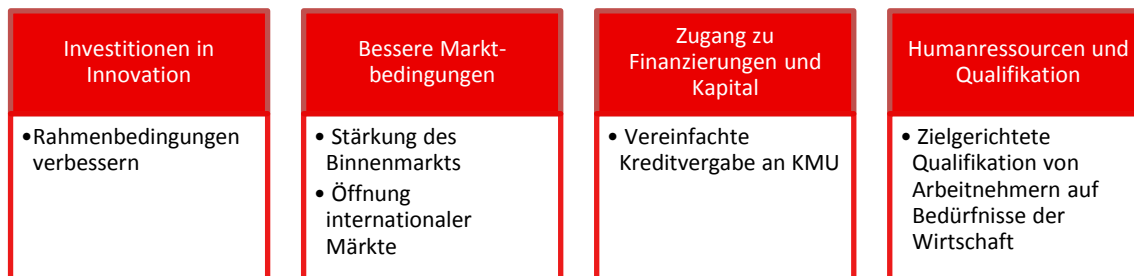 Investitionen in
Innovation
•Rahmenbedingungen
verbessern
Bessere Markt-
bedingungen
• Stärkung des
Binnenmarkts
• Öffnung
internationaler
Märkte
Zugang zu
Finanzierungen und
Kapital
• Vereinfachte
Kreditvergabe an KMU
Humanressourcen und
Qualifikation
• Zielgerichtete
Qualifikation von
Arbeitnehmern auf
Bedürfnisse der
Wirtschaft